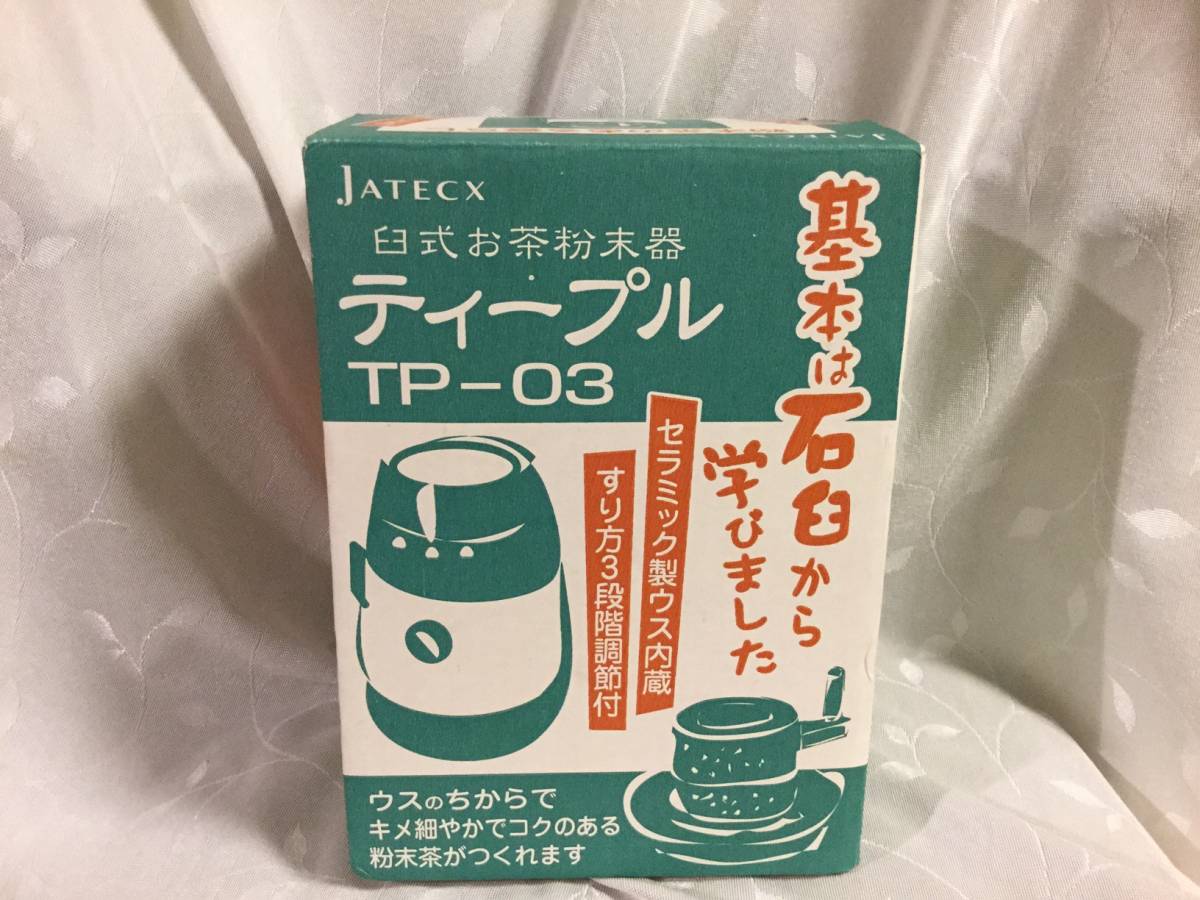 JATECX
臼式お茶粉末器
ティープル
TP-03
基本は石臼から
学びました
セラミック製ウス内蔵
すり方3段階調節付
ウスのちからで
キメ細やかでコクのある
粉末茶がつくれます
JATECX